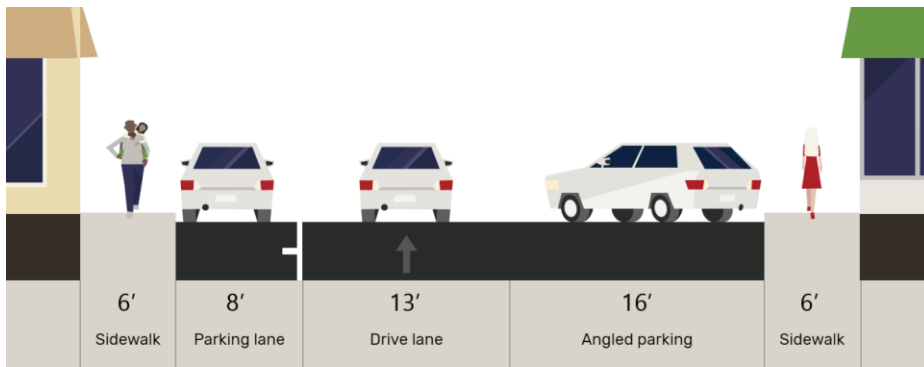 6′ 8′ 13′ 16′ 6′
Sidewalk Parking lane Drive lane Angled parking Sidewalk